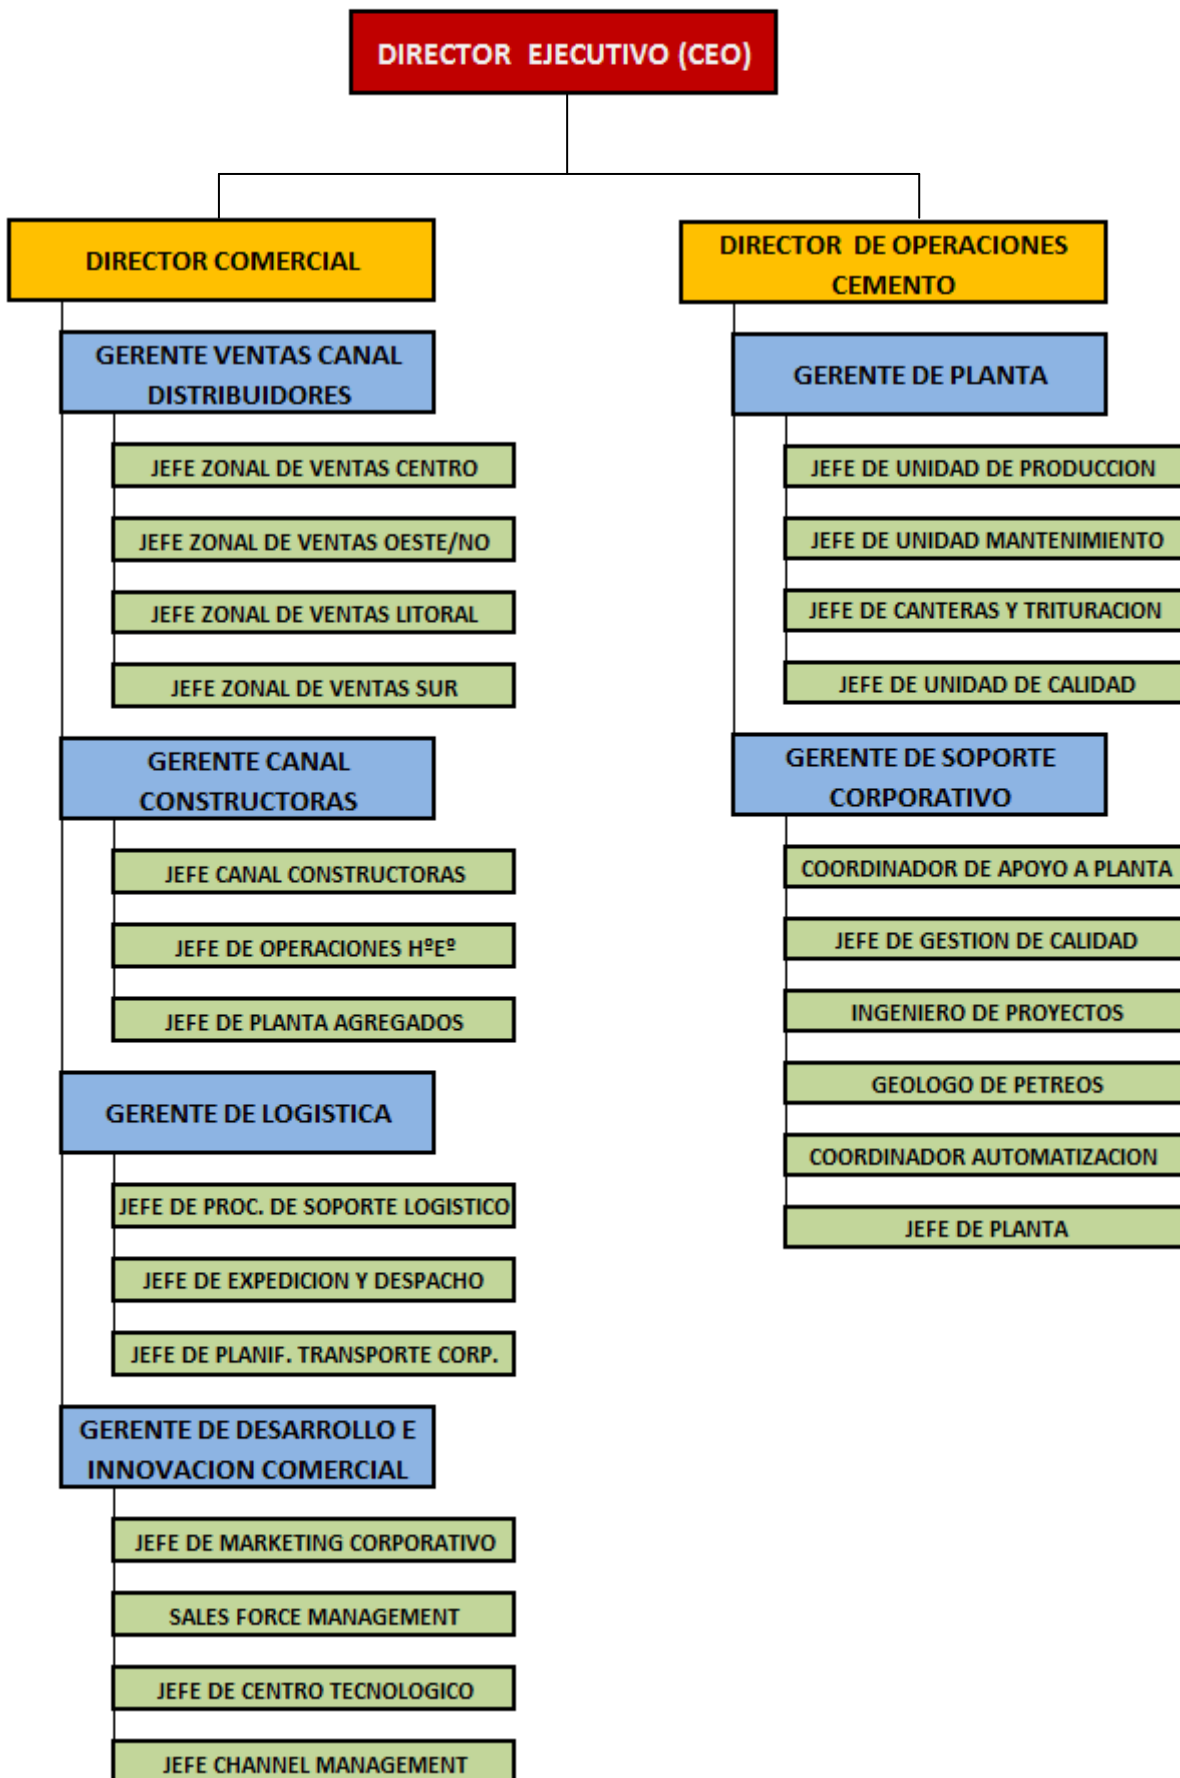 DIRECTOR EJECUTIVO (CEO)
DIRECTOR COMERCIAL
GERENTE VENTAS CANAL
DISTRIBUIDORES
JEFE ZONAL DE VENTAS CENTRO
JEFE ZONAL DE VENTAS OESTE/NO
JEFE ZONAL DE VENTAS LITORAL
JEFE ZONAL DE VENTAS SUR
GERENTE CANAL
CONSTRUCTORAS
JEFE CANAL CONSTRUCTORAS
JEFE DE OPERACIONES HºEº
JEFE DE PLANTA AGREGADOS
GERENTE DE LOGISTICA
JEFE DE PROC. DE SOPORTE LOGISTICO
JEFE DE EXPEDICION Y DESPACHO
JEFE DE PLANIF. TRANSPORTE CORP.
GERENTE DE DESARROLLO E
INNOVACION COMERCIAL
JEFE DE MARKETING CORPORATIVO
SALES FORCE MANAGEMENT
JEFE DE CENTRO TECNOLOGICO
JEFE CHANNEL MANAGEMENT
DIRECTOR DE OPERACIONES
CEMENTO
GERENTE DE PLANTA
JEFE DE UNIDAD DE PRODUCCION
JEFE DE UNIDAD MANTENIMIENTO
JEFE DE CANTERAS Y TRITURACION
JEFE DE UNIDAD DE CALIDAD
GERENTE DE SOPORTE
CORPORATIVO
COORDINADOR DE APOYO A PLANTA
JEFE DE GESTION DE CALIDAD
INGENIERO DE PROYECTOS
GEOLOGO DE PETREOS
COORDINADOR AUTOMATIZACION
JEFE DE PLANTA